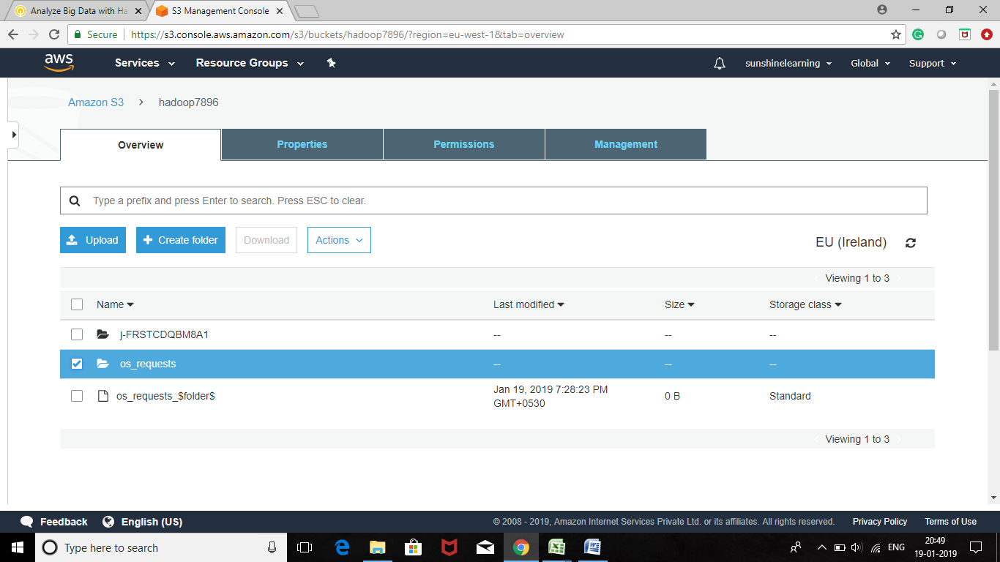 Analyze Big Data with Ha
S3 Management Console
Secure
https://s3.console.aws.amazon.com/s3/buckets/hadoop7896/?region=eu-west-1&tab=overview
aws
Services
Resource Groups
sunshinelearning
Global
Support
Amazon S3
hadoop7896
Overview
Properties
Permissions
Management
Type a prefix and press Enter to search. Press ESC to clear.
Upload
Create folder
Download
Actions
EU (Ireland)
Viewing 1 to 3
Name
Last modified
Size
Storage class
j-FRSTCDQBM8A1
--
--
--
os_requests
--
--
--
os_requests_$folder$
Jan 19, 2019 7:28:23 PM
GMT+0530
0 B
Standard
Viewing 1 to 3
Feedback
English (US)
© 2008 - 2019, Amazon Internet Services Private Ltd. or its affiliates. All rights reserved.
Privacy Policy
Terms of Use
Type here to search
ENG
20:49
19-01-2019